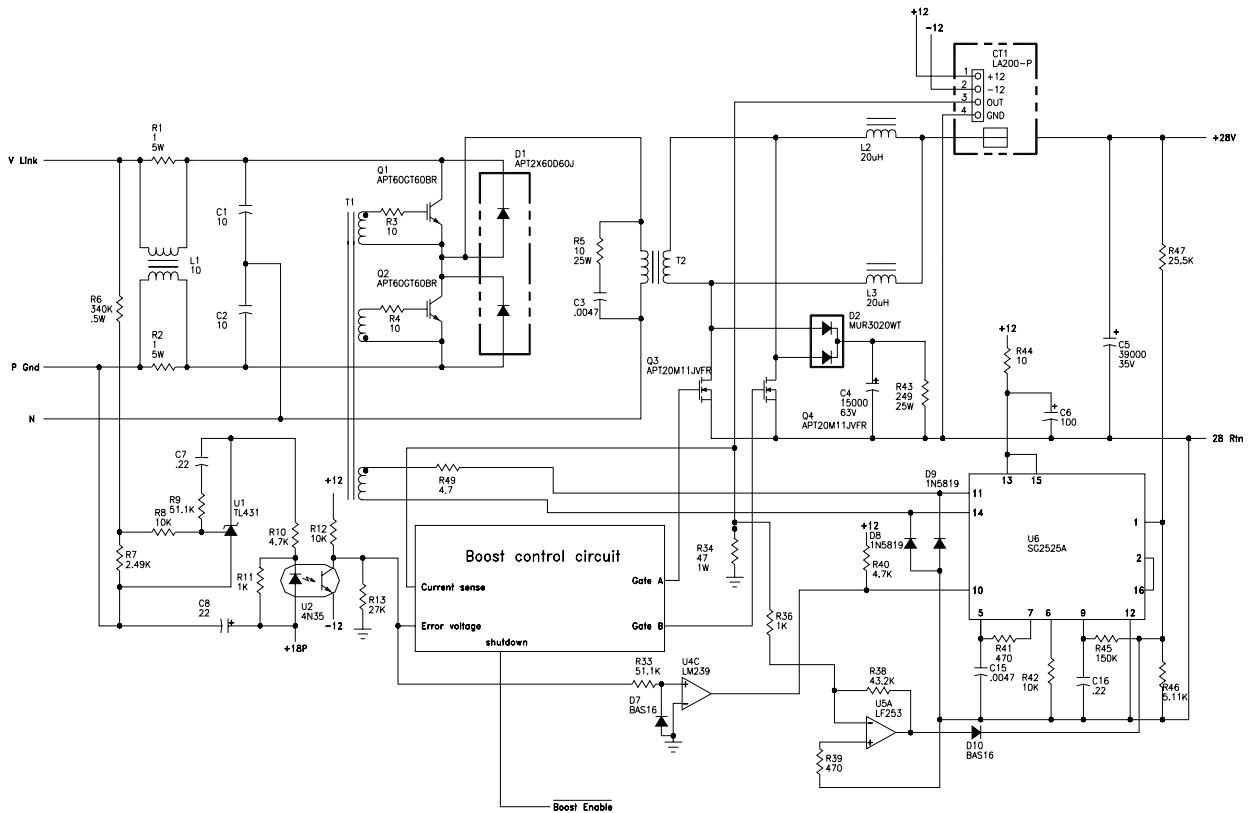 +12
-12
CT1
LA200-P
1 +12
2 -12
3 OUT
4 GND
R1
1
5W
V Link
D1
APT2X60D60J
Q1
APT60GT60BR
L2
20uH
+28V
C1
10
T1
R3
10
R5
10
25W
T2
R47
25,5K
L1
10
R6
340K
.5W
Q2
APT60GT60BR
C3
.0047
L3
20uH
C2
10
R4
10
D2
MUR3020WT
+12
R2
1
5W
R44
10
C5
39000
35V
P Gnd
Q3
APT20M11JVFR
C4
15000
63V
R43
249
25W
N
Q4
APT20M11JVFR
C6
100
28 Rtn
C7
.22
R49
4.7
D9
1N5819
13
15
+12
11
R9
51.1K
U1
TL431
R8
10K
14
R10
4.7K
R12
10K
+12
D8
1N5819
1
U6
SG2525A
Boost control circuit
R7
2.49K
R34
47
1W
R40
4.7K
2
R11
1K
Gate A
Current sense
10
16
C8
22
U2
4N35
R13
27K
R36
1K
5
7
6
9
12
-12
Error voltage
Gate B
+18P
shutdown
R41
470
R45
150K
R33
51.1K
U4C
LM239
R38
43.2K
C15
.0047
R42
10K
C16
.22
R46
5.11K
D7
BAS16
U5A
LF253
R39
470
D10
BAS16
Boost Enable